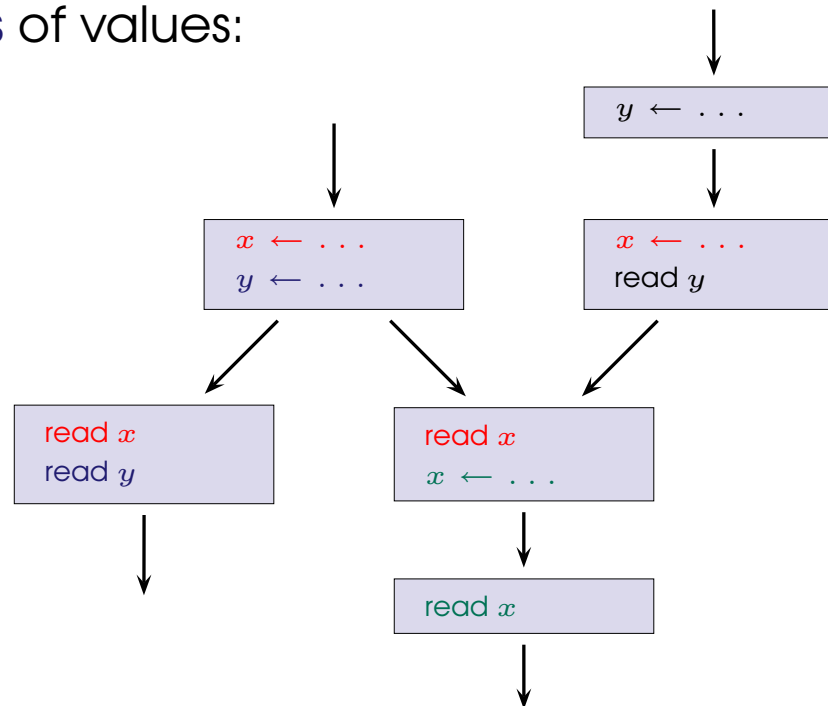 s of values:
y ← . . .
x ← . . .
y ← . . .
x ← . . .
read y
read x
read y
read x
x ← . . .
read x